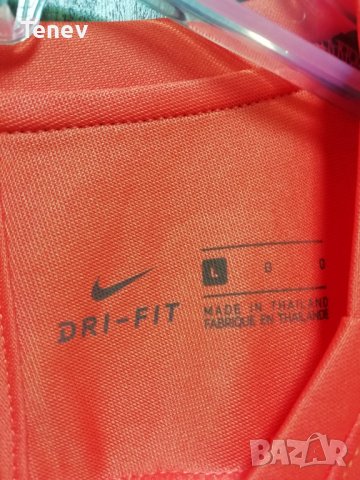 Tenev
L G G
DRI-FIT
MADE IN THAILAND
FABRIQUÉ EN THAÏLANDE
BAZAR
bg